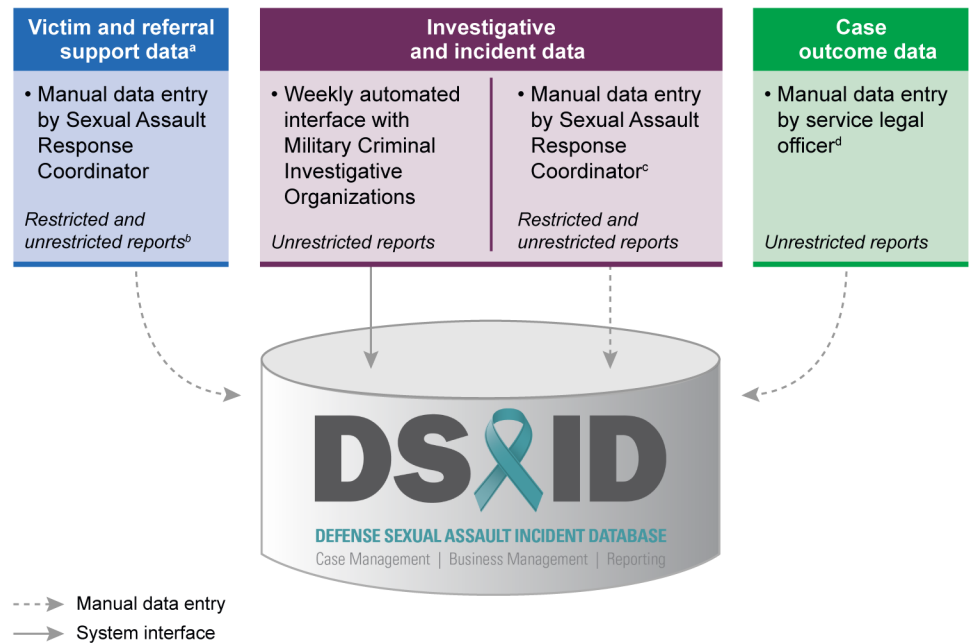 Victim and referral
support dataᵃ
• Manual data entry
by Sexual Assault
Response
Coordinator
Restricted and
unrestricted reportsᵇ
Investigative
and incident data
• Weekly automated
interface with
Military Criminal
Investigative
Organizations
Unrestricted reports
• Manual data entry
by Sexual Assault
Response
Coordinatorᶜ
Restricted and
unrestricted reports
Case
outcome data
• Manual data entry
by service legal
officerᵈ
Unrestricted reports
DSAID
DEFENSE SEXUAL ASSAULT INCIDENT DATABASE
Case Management | Business Management | Reporting
Manual data entry
System interface